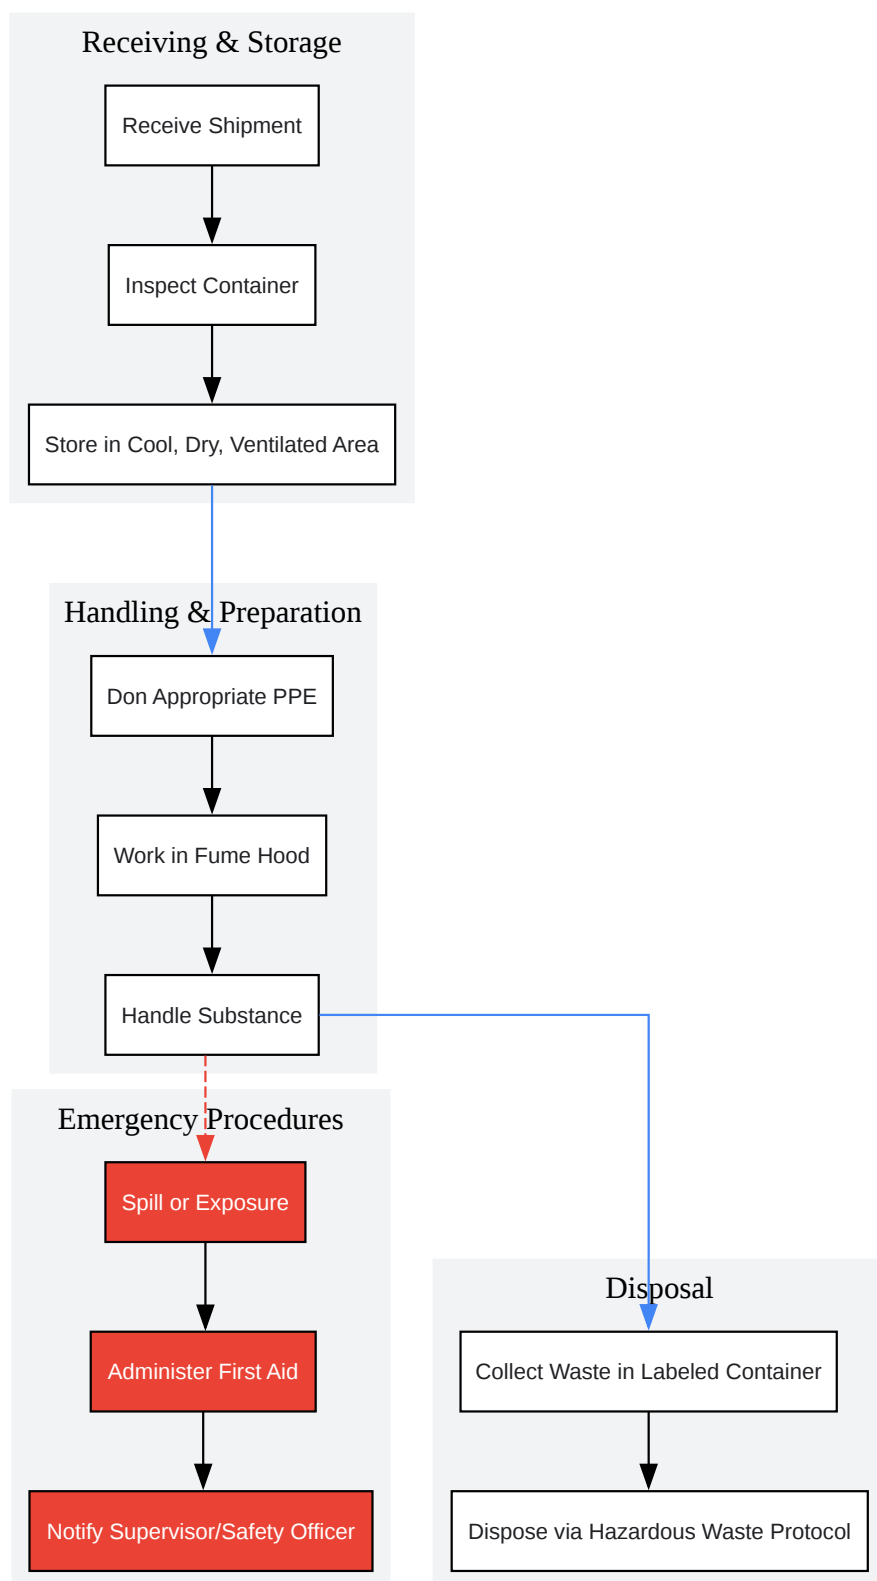 Receiving & Storage
Receive Shipment
Inspect Container
Store in Cool, Dry, Ventilated Area
Handling & Preparation
Don Appropriate PPE
Work in Fume Hood
Handle Substance
Emergency Procedures
Spill or Exposure
Administer First Aid
Notify Supervisor/Safety Officer
Disposal
Collect Waste in Labeled Container
Dispose via Hazardous Waste Protocol